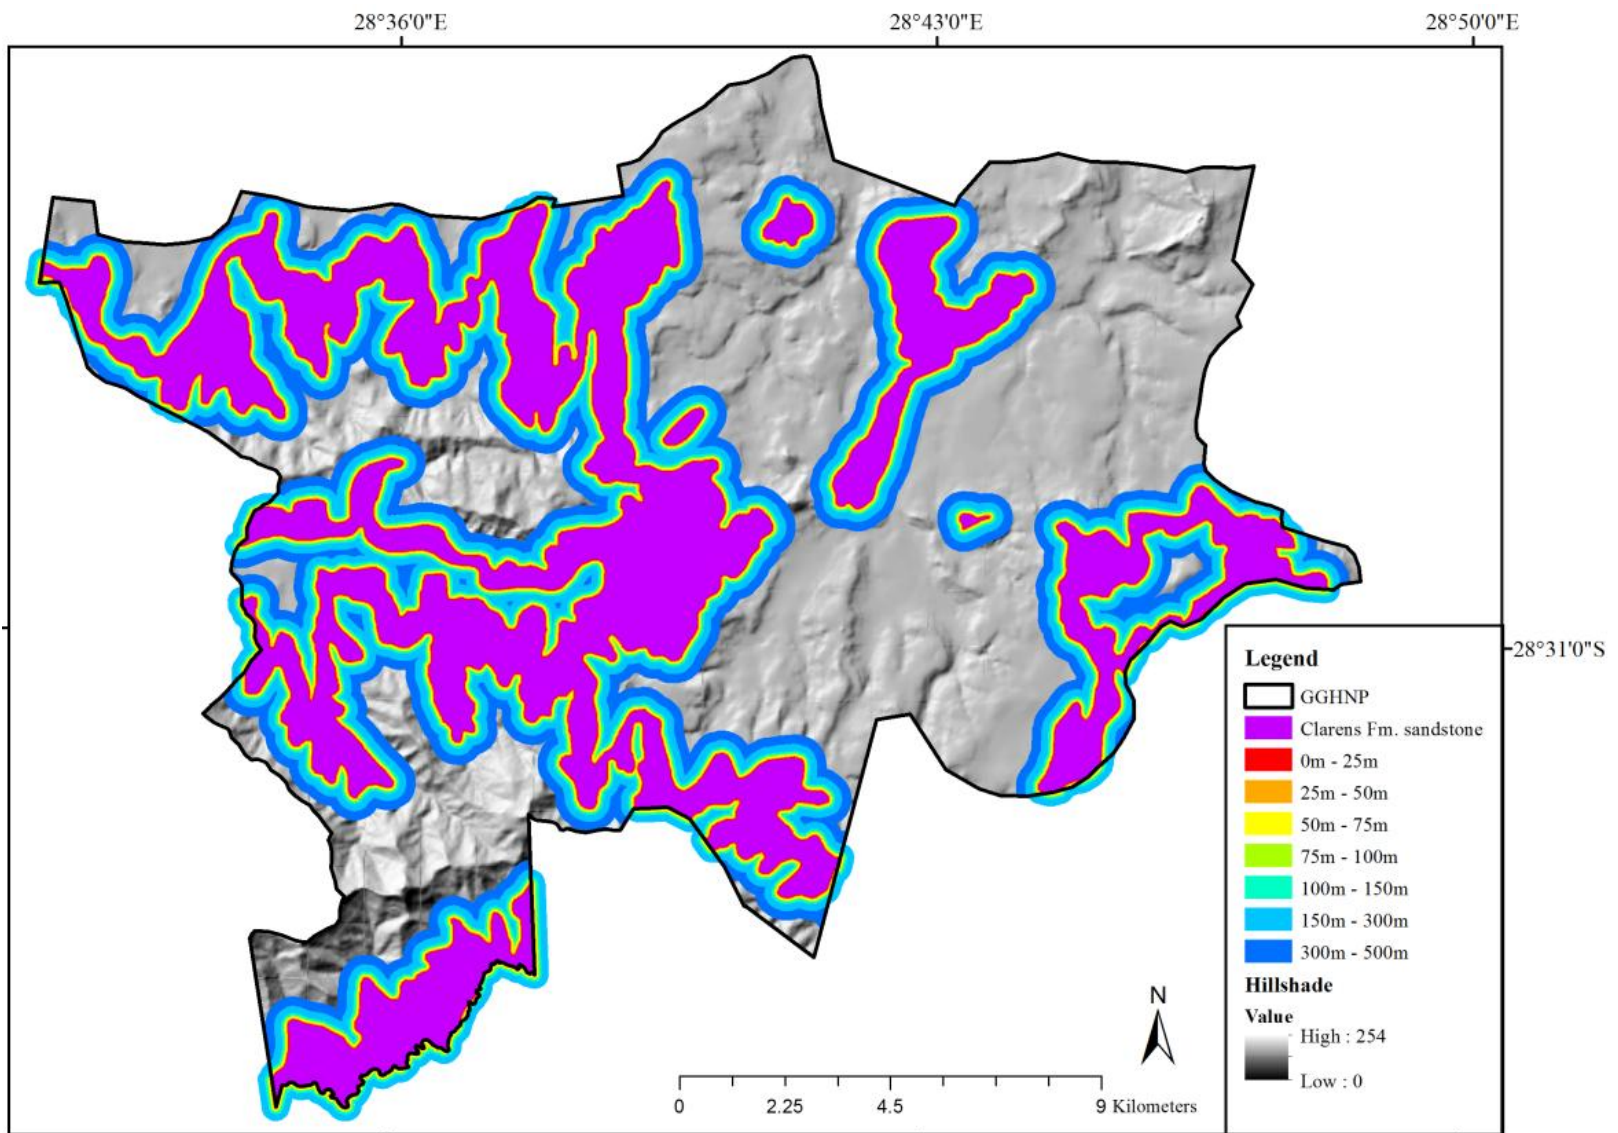 28°36'0"E
28°43'0"E
28°50'0"E
28°31'0"S
Legend
GGHNP
Clarens Fm. sandstone
0m - 25m
25m - 50m
50m - 75m
75m - 100m
100m - 150m
150m - 300m
300m - 500m
Hillshade
Value
High : 254
Low : 0
N
0 2.25 4.5 9 Kilometers